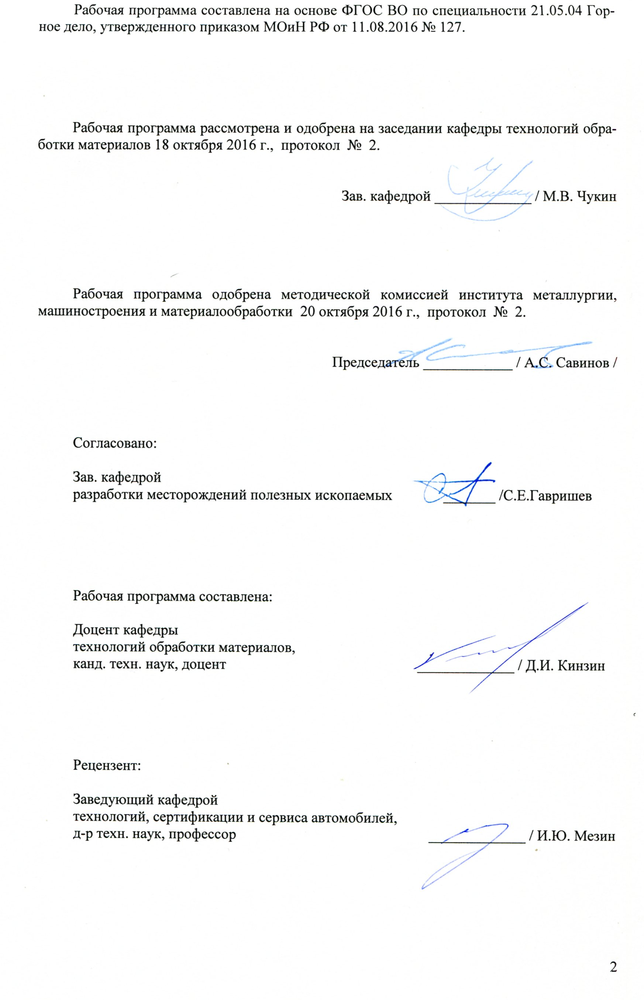 Рабочая программа составлена на основе ФГОС ВО по специальности 21.05.04 Гор-
ное дело, утвержденного приказом МОиН РФ от 11.08.2016 № 127.
Рабочая программа рассмотрена и одобрена на заседании кафедры технологий обра-
ботки материалов 18 октября 2016 г., протокол № 2.
Зав. кафедрой ______________ / М.В. Чукин
Рабочая программа одобрена методической комиссией института металлургии,
машиностроения и материалообработки 20 октября 2016 г., протокол № 2.
Председатель _____________ / А.С. Савинов /
Согласовано:
Зав. кафедрой
разработки месторождений полезных ископаемых ________ /С.Е.Гавришев
Рабочая программа составлена:
Доцент кафедры
технологий обработки материалов,
канд. техн. наук, доцент ______________ / Д.И. Кинзин
Рецензент:
Заведующий кафедрой
технологий, сертификации и сервиса автомобилей,
д-р техн. наук, профессор ______________ / И.Ю. Мезин
2